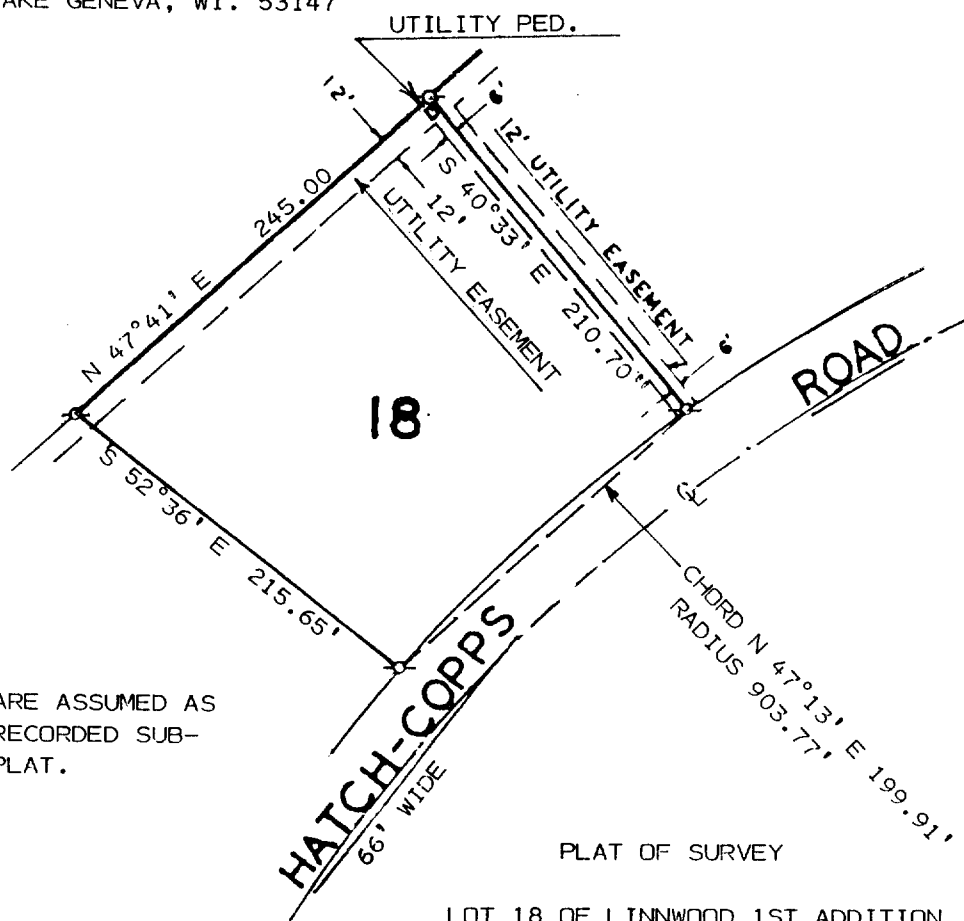 AKE GENEVA, WI. 53147
UTILITY PED.
12'
6'
12' UTILITY EASEMENT
N 47°41' E 245.00
12'
UTILITY EASEMENT
S 40°33' E 210.70'
6'
18
ROAD
S 52°36' E 215.65'
CHORD N 47°13' E 199.91'
RADIUS 903.77'
HATCH-COPPS
66' WIDE
ARE ASSUMED AS
RECORDED SUB-
PLAT.
PLAT OF SURVEY
LOT 18 OF LINNWOOD 1ST ADDITION